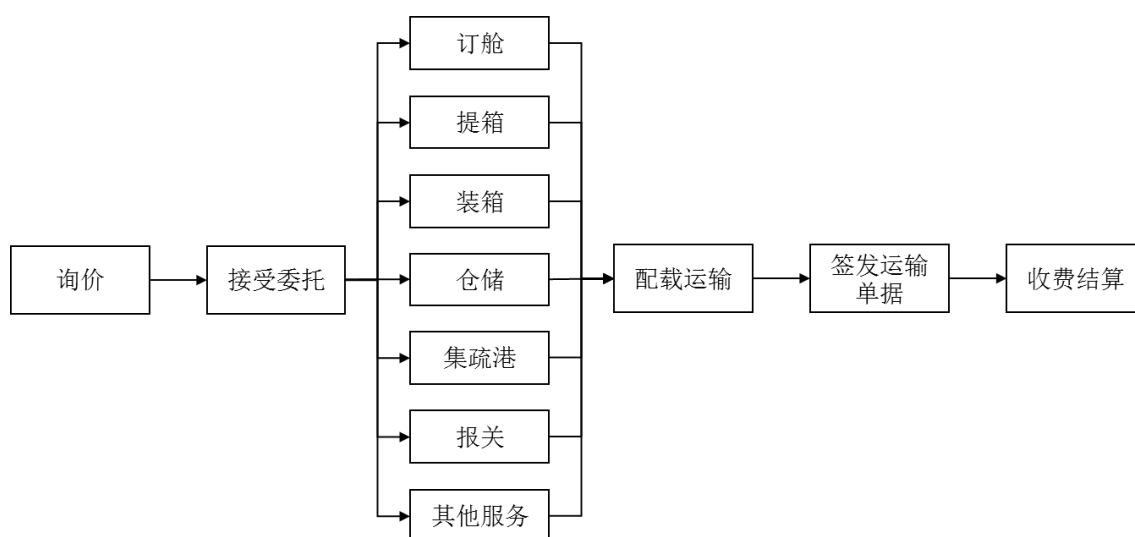 询价
接受委托
订舱
提箱
装箱
仓储
集疏港
报关
其他服务
配载运输
签发运输
单据
收费结算